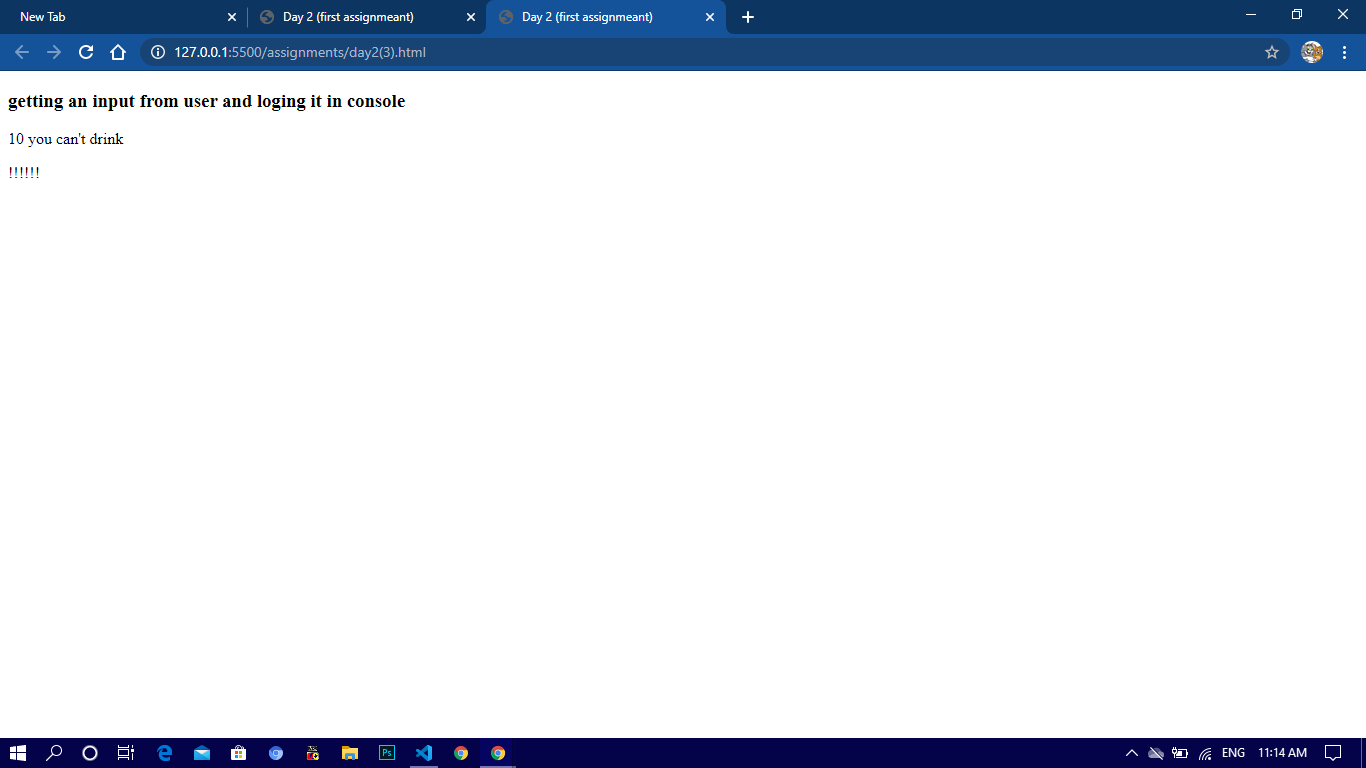 New Tab
Day 2 (first assignmeant)
Day 2 (first assignmeant)
127.0.0.1:5500/assignments/day2(3).html
getting an input from user and loging it in console
10 you can't drink
!!!!!!
Ps
ENG
11:14 AM